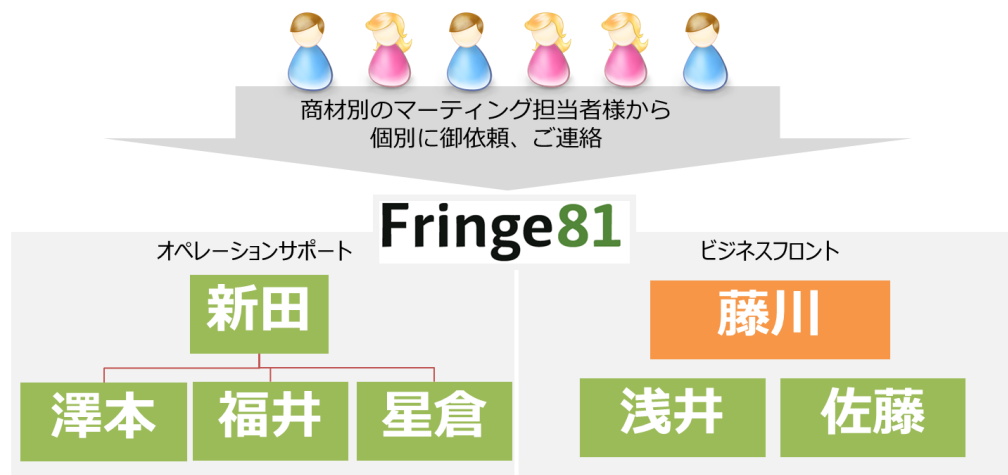 商材別のマーティング担当者様から
個別に御依頼、ご連絡
Fringe81
オペレーションサポート
新田
澤本
福井
星倉
ビジネスフロント
藤川
浅井
佐藤